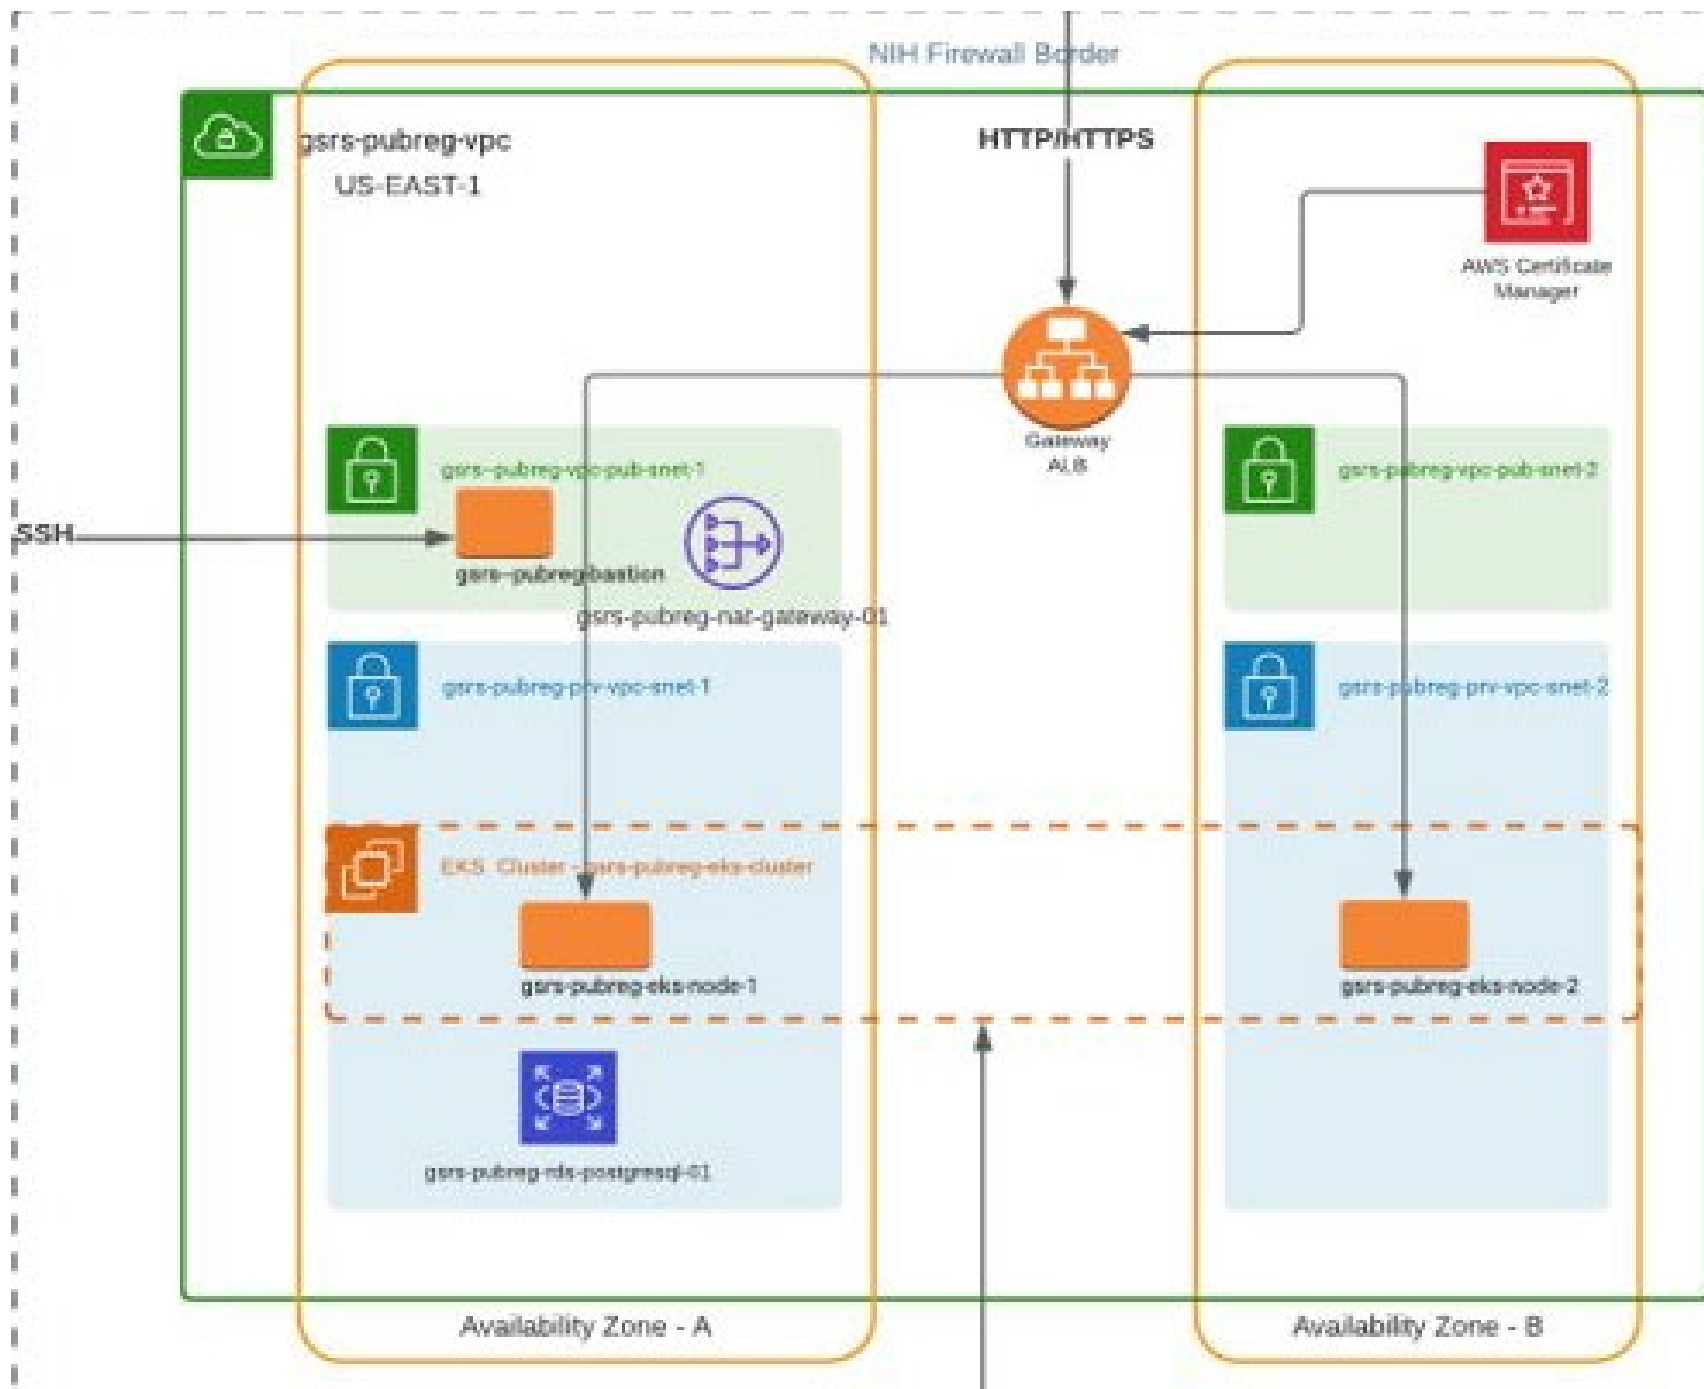 NIH Firewall Border
gsrs-pubreg-vpc
US-EAST-1
HTTP/HTTPS
AWS Certificate
Manager
Gateway
ALB
gsrs--pubreg-vpc-pub-snet-1
gsrs-pubreg-vpc-pub-snet-2
SSH
gsrs--pubreg-bastion
gsrs-pubreg-nat-gateway-01
gsrs-pubreg-prv-vpc-snet-1
gsrs-pubreg-prv-vpc-snet-2
EKS Cluster - gsrs-pubreg-eks-cluster
gsrs-pubreg-eks-node-1
gsrs-pubreg-eks-node-2
gsrs-pubreg-rds-postgresql-01
Availability Zone - A
Availability Zone - B